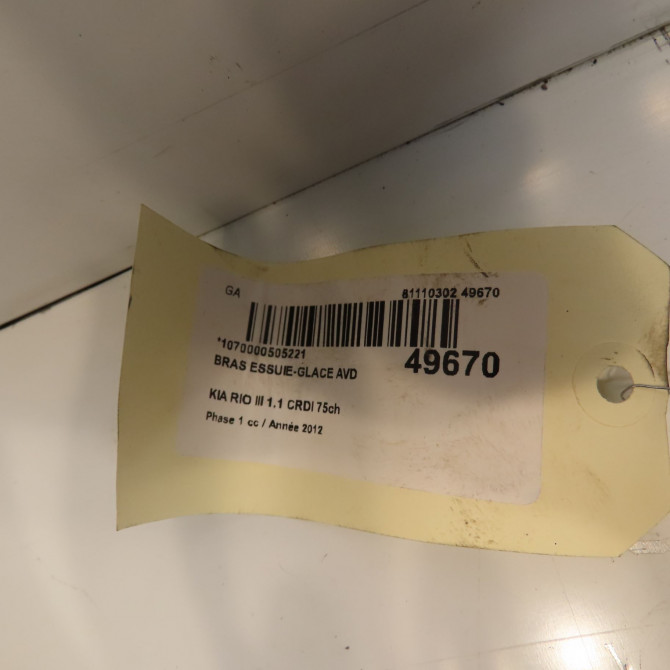 GA 81110302 49670
*1070000505221
BRAS ESSUIE-GLACE AVD 49670
KIA RIO III 1.1 CRDI 75ch
Phase 1 cc / Année 2012